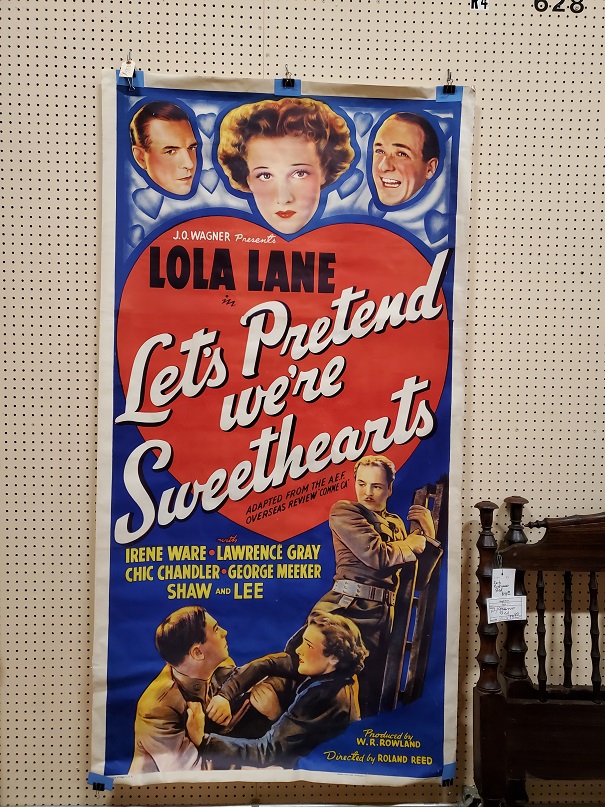 R4
628
J.O. WAGNER Presents
LOLA LANE
in
Let's Pretend
we're
Sweethearts
ADAPTED FROM THE A.E.F.
OVERSEAS REVIEW "COMME CA"
with
IRENE WARE • LAWRENCE GRAY
CHIC CHANDLER • GEORGE MEEKER
SHAW AND LEE
Produced by
W. R. ROWLAND
Directed by ROLAND REED